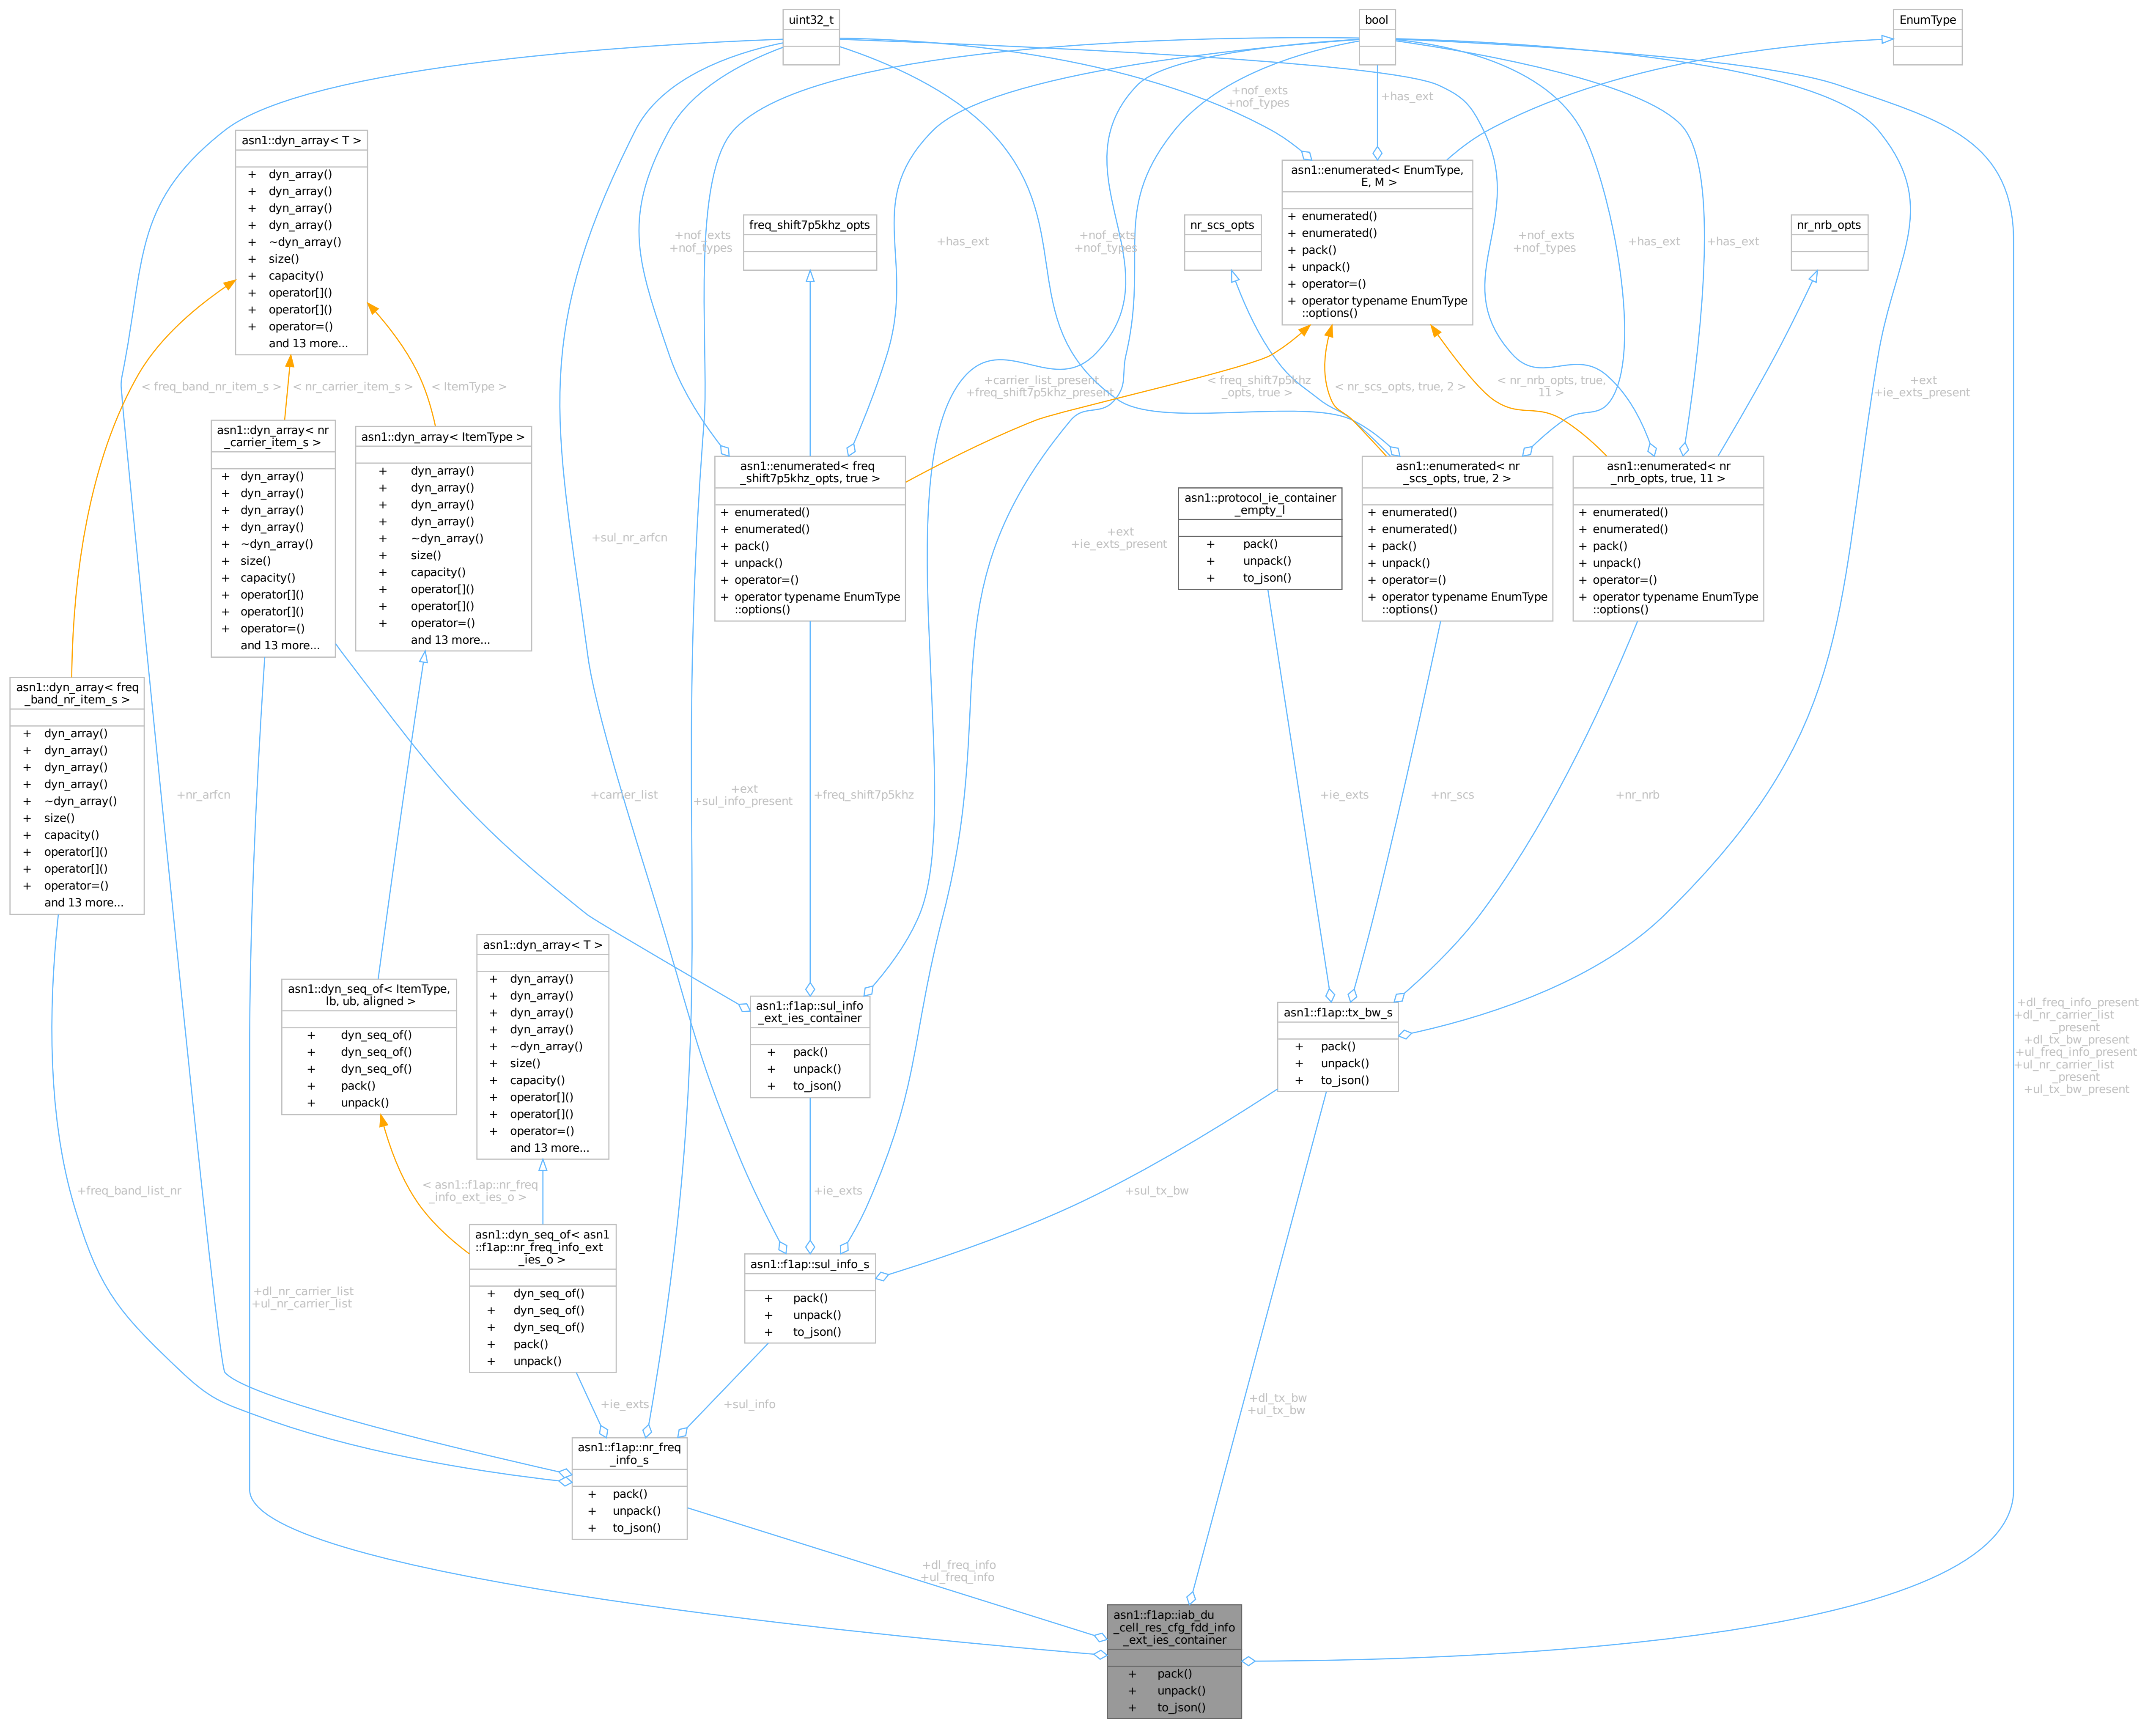 uint32_t
bool
EnumType
+nof_exts
+nof_types
+has_ext
asn1::dyn_array< T >
+ dyn_array()
+ dyn_array()
+ dyn_array()
+ dyn_array()
+ ~dyn_array()
+ size()
+ capacity()
+ operator[]()
+ operator[]()
+ operator=()
and 13 more...
asn1::enumerated< EnumType,
E, M >
+ enumerated()
+ enumerated()
+ pack()
+ unpack()
+ operator=()
+ operator typename EnumType
::options()
freq_shift7p5khz_opts
nr_scs_opts
nr_nrb_opts
+nof_exts
+nof_types
+has_ext
+nof_exts
+nof_types
+nof_exts
+nof_types
+has_ext
+has_ext
< freq_band_nr_item_s >
< nr_carrier_item_s >
< ItemType >
+carrier_list_present
+freq_shift7p5khz_present
< freq_shift7p5khz
_opts, true >
< nr_scs_opts, true, 2 >
< nr_nrb_opts, true,
11 >
+ext
+ie_exts_present
asn1::dyn_array< nr
_carrier_item_s >
+ dyn_array()
+ dyn_array()
+ dyn_array()
+ dyn_array()
+ ~dyn_array()
+ size()
+ capacity()
+ operator[]()
+ operator[]()
+ operator=()
and 13 more...
asn1::dyn_array< ItemType >
+ dyn_array()
+ dyn_array()
+ dyn_array()
+ dyn_array()
+ ~dyn_array()
+ size()
+ capacity()
+ operator[]()
+ operator[]()
+ operator=()
and 13 more...
+sul_nr_arfcn
asn1::enumerated< freq
_shift7p5khz_opts, true >
+ enumerated()
+ enumerated()
+ pack()
+ unpack()
+ operator=()
+ operator typename EnumType
::options()
+ext
+ie_exts_present
asn1::protocol_ie_container
_empty_l
+ pack()
+ unpack()
+ to_json()
asn1::enumerated< nr
_scs_opts, true, 2 >
+ enumerated()
+ enumerated()
+ pack()
+ unpack()
+ operator=()
+ operator typename EnumType
::options()
asn1::enumerated< nr
_nrb_opts, true, 11 >
+ enumerated()
+ enumerated()
+ pack()
+ unpack()
+ operator=()
+ operator typename EnumType
::options()
asn1::dyn_array< freq
_band_nr_item_s >
+ dyn_array()
+ dyn_array()
+ dyn_array()
+ dyn_array()
+ ~dyn_array()
+ size()
+ capacity()
+ operator[]()
+ operator[]()
+ operator=()
and 13 more...
+nr_arfcn
+carrier_list
+ext
+sul_info_present
+freq_shift7p5khz
+ie_exts
+nr_scs
+nr_nrb
asn1::dyn_seq_of< ItemType,
lb, ub, aligned >
+ dyn_seq_of()
+ dyn_seq_of()
+ dyn_seq_of()
+ pack()
+ unpack()
asn1::dyn_array< T >
+ dyn_array()
+ dyn_array()
+ dyn_array()
+ dyn_array()
+ ~dyn_array()
+ size()
+ capacity()
+ operator[]()
+ operator[]()
+ operator=()
and 13 more...
asn1::f1ap::sul_info
_ext_ies_container
+ pack()
+ unpack()
+ to_json()
asn1::f1ap::tx_bw_s
+ pack()
+ unpack()
+ to_json()
+dl_freq_info_present
+dl_nr_carrier_list
_present
+dl_tx_bw_present
+ul_freq_info_present
+ul_nr_carrier_list
_present
+ul_tx_bw_present
+freq_band_list_nr
< asn1::f1ap::nr_freq
_info_ext_ies_o >
+ie_exts
+sul_tx_bw
+dl_nr_carrier_list
+ul_nr_carrier_list
asn1::dyn_seq_of< asn1
::f1ap::nr_freq_info_ext
_ies_o >
+ dyn_seq_of()
+ dyn_seq_of()
+ dyn_seq_of()
+ pack()
+ unpack()
asn1::f1ap::sul_info_s
+ pack()
+ unpack()
+ to_json()
+ie_exts
+sul_info
+dl_tx_bw
+ul_tx_bw
asn1::f1ap::nr_freq
_info_s
+ pack()
+ unpack()
+ to_json()
+dl_freq_info
+ul_freq_info
asn1::f1ap::iab_du
_cell_res_cfg_fdd_info
_ext_ies_container
+ pack()
+ unpack()
+ to_json()